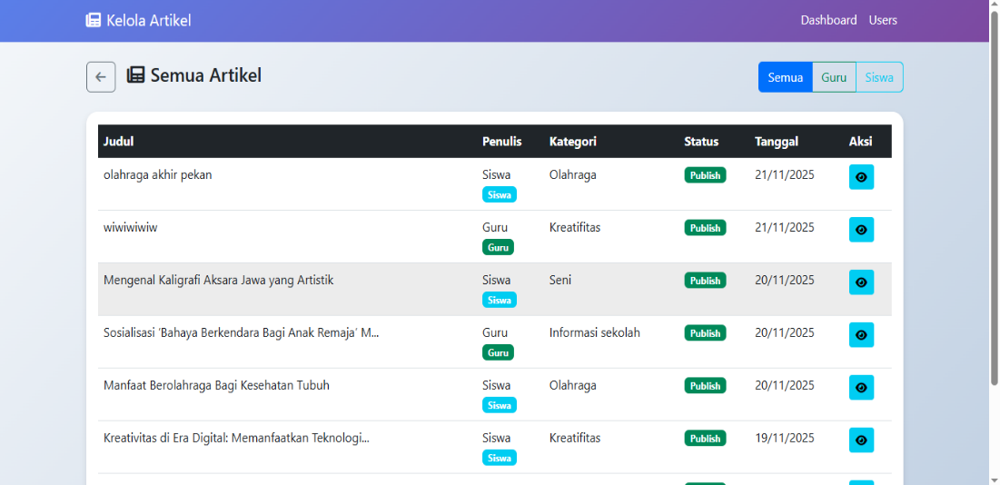 Kelola Artikel Dashboard Users
Semua Artikel Semua Guru Siswa
Judul Penulis Kategori Status Tanggal Aksi
olahraga akhir pekan Siswa Olahraga Publish 21/11/2025
Siswa
wiwiwiwiw Guru Kreatifitas Publish 21/11/2025
Guru
Mengenal Kaligrafi Aksara Jawa yang Artistik Siswa Seni Publish 20/11/2025
Siswa
Sosialisasi ‘Bahaya Berkendara Bagi Anak Remaja’ M... Guru Informasi sekolah Publish 20/11/2025
Guru
Manfaat Berolahraga Bagi Kesehatan Tubuh Siswa Olahraga Publish 20/11/2025
Siswa
Kreativitas di Era Digital: Memanfaatkan Teknologi... Siswa Kreatifitas Publish 19/11/2025
Siswa